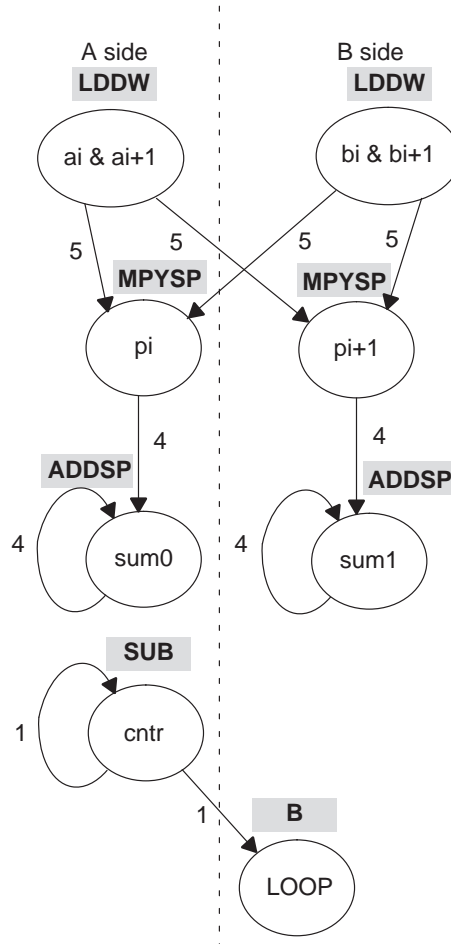 A side
B side
LDDW
LDDW
ai & ai+1
bi & bi+1
5
5
5
5
MPYSP
MPYSP
pi
pi+1
4
4
ADDSP
ADDSP
4
sum0
4
sum1
SUB
1
cntr
1
B
LOOP